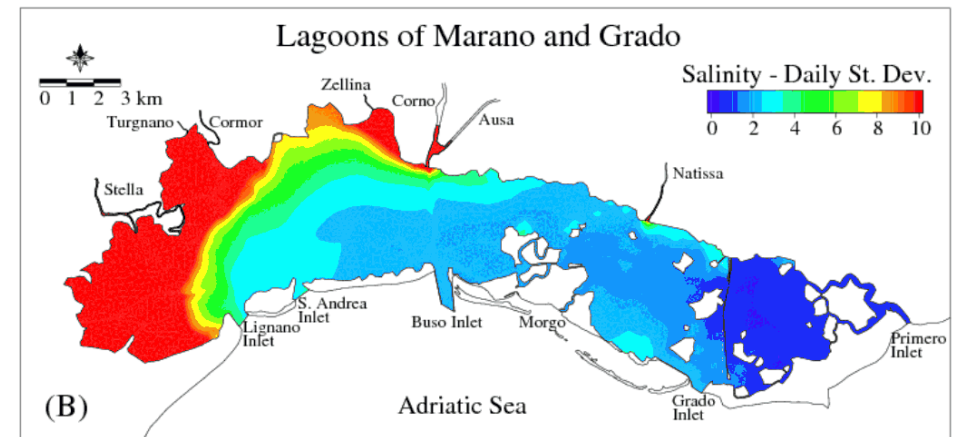 Lagoons of Marano and Grado
Salinity - Daily St. Dev.
0 2 4 6 8 10
0 1 2 3 km
Zellina
Corno
Ausa
Turgnano
Cormor
Stella
Natissa
S. Andrea
Inlet
Lignano
Inlet
Buso Inlet
Morgo
Primero
Inlet
Grado
Inlet
Adriatic Sea
(B)